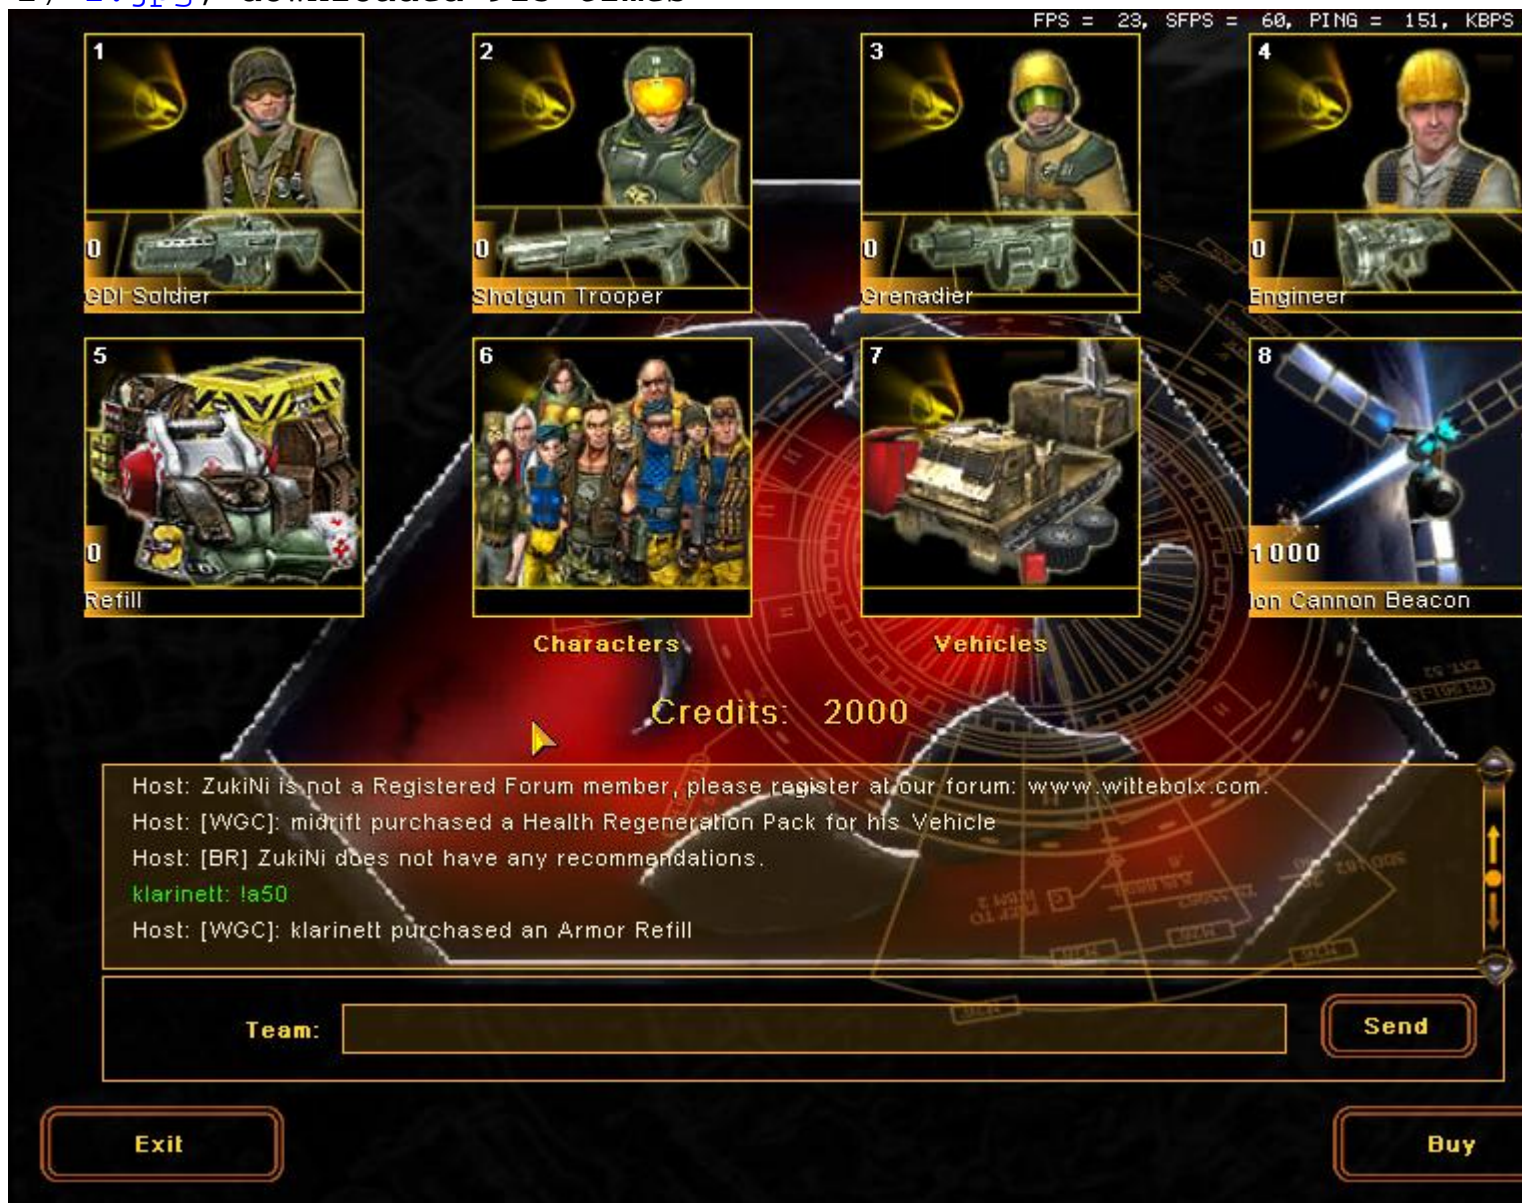 FPS = 23, SFPS = 60, PING = 151, KBPS
1
2
3
4
0
0
0
0
GDI Soldier
Shotgun Trooper
Grenadier
Engineer
5
6
7
8
0
1000
Refill
Ion Cannon Beacon
Characters
Vehicles
Credits: 2000
Host: ZukiNi is not a Registered Forum member, please register at our forum: www.wittebolx.com.
Host: [WGC]: midrift purchased a Health Regeneration Pack for his Vehicle
Host: [BR] ZukiNi does not have any recommendations.
klarinett: !a50
Host: [WGC]: klarinett purchased an Armor Refill
Team:
Send
Exit
Buy